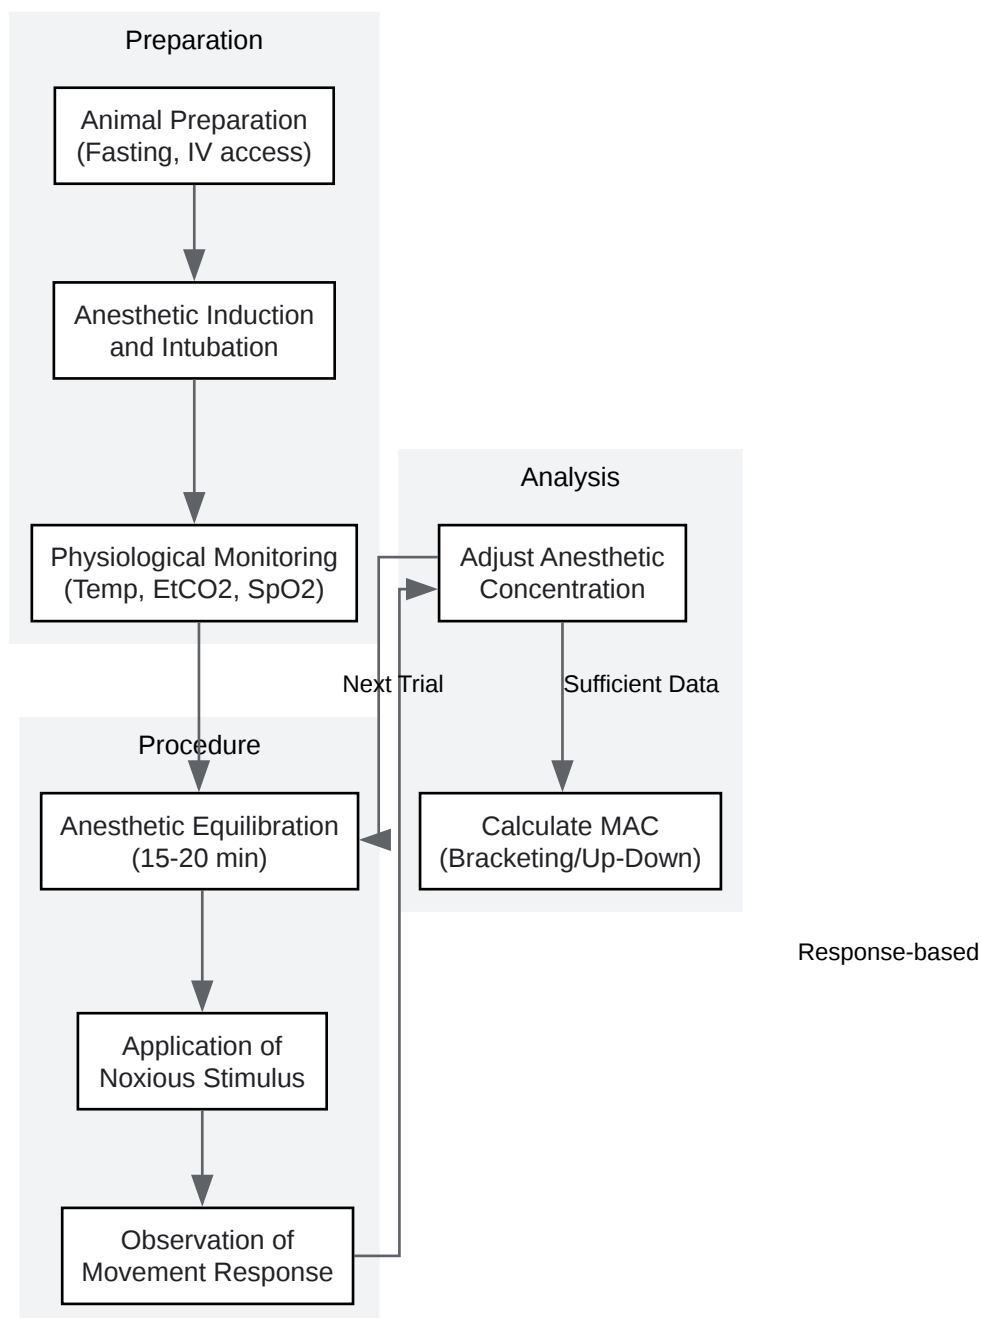 Preparation
Animal Preparation
(Fasting, IV access)
Anesthetic Induction
and Intubation
Physiological Monitoring
(Temp, EtCO2, SpO2)
Analysis
Adjust Anesthetic
Concentration
Next Trial
Sufficient Data
Procedure
Anesthetic Equilibration
(15-20 min)
Calculate MAC
(Bracketing/Up-Down)
Response-based
Application of
Noxious Stimulus
Observation of
Movement Response